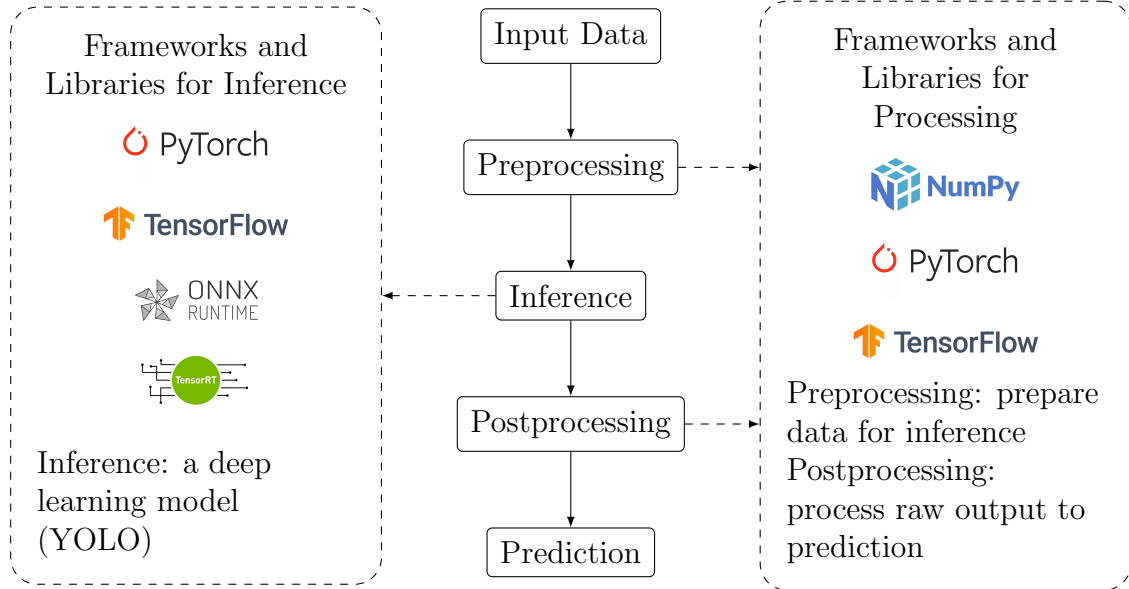 Frameworks and
Libraries for Inference
PyTorch
TensorFlow
ONNX
RUNTIME
TensorRT
Inference: a deep
learning model
(YOLO)
Input Data
Preprocessing
Inference
Postprocessing
Prediction
Frameworks and
Libraries for
Processing
NumPy
PyTorch
TensorFlow
Preprocessing: prepare
data for inference
Postprocessing:
process raw output to
prediction